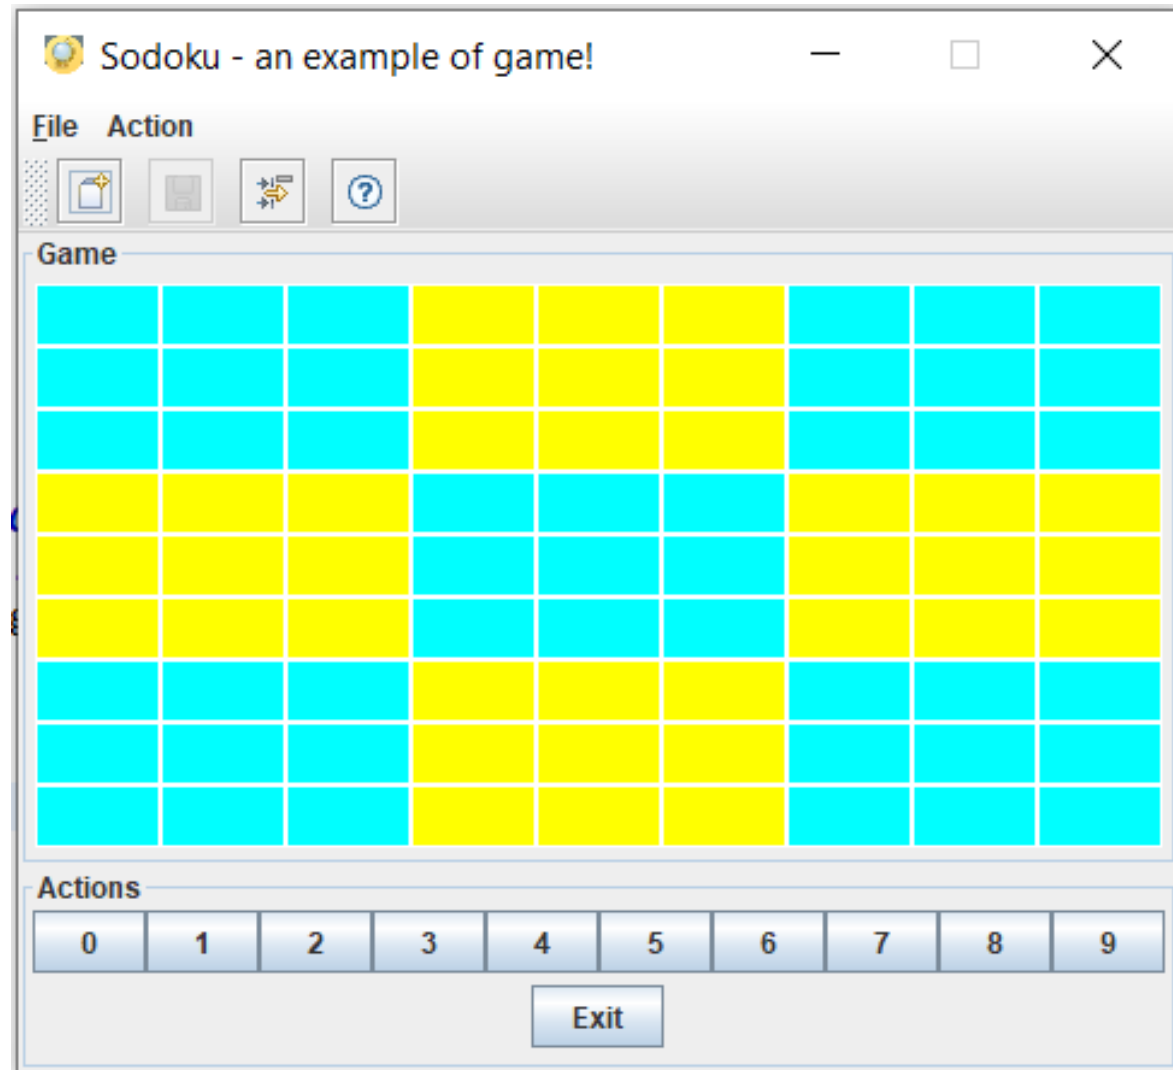 Sodoku - an example of game!
File Action
Game
Actions
0 1 2 3 4 5 6 7 8 9
Exit